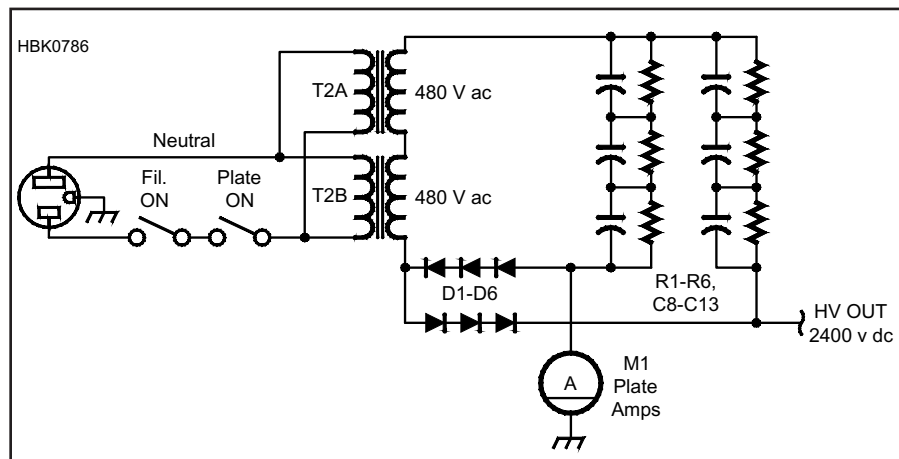 HBK0786
T2A
480 V ac
Neutral
Fil.
ON
Plate
ON
T2B
480 V ac
D1-D6
R1-R6,
C8-C13
HV OUT
2400 v dc
A
M1
Plate
Amps